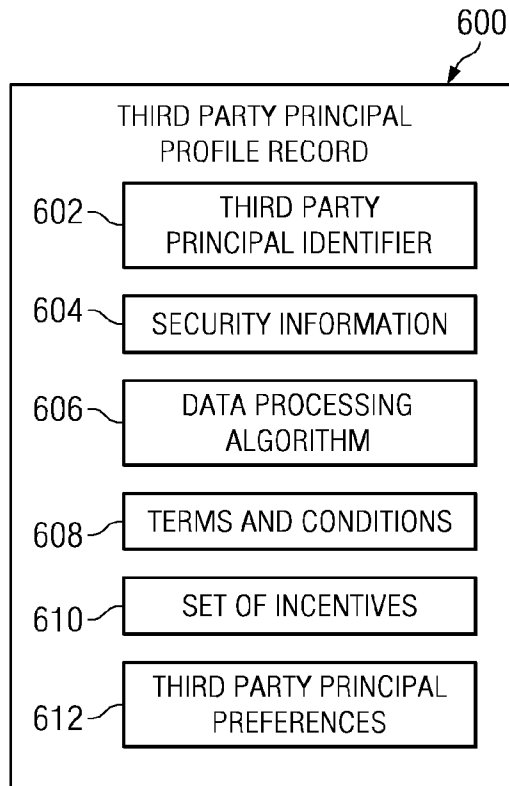 600
THIRD PARTY PRINCIPAL
PROFILE RECORD
602
THIRD PARTY
PRINCIPAL IDENTIFIER
604
SECURITY INFORMATION
606
DATA PROCESSING
ALGORITHM
608
TERMS AND CONDITIONS
610
SET OF INCENTIVES
612
THIRD PARTY PRINCIPAL
PREFERENCES